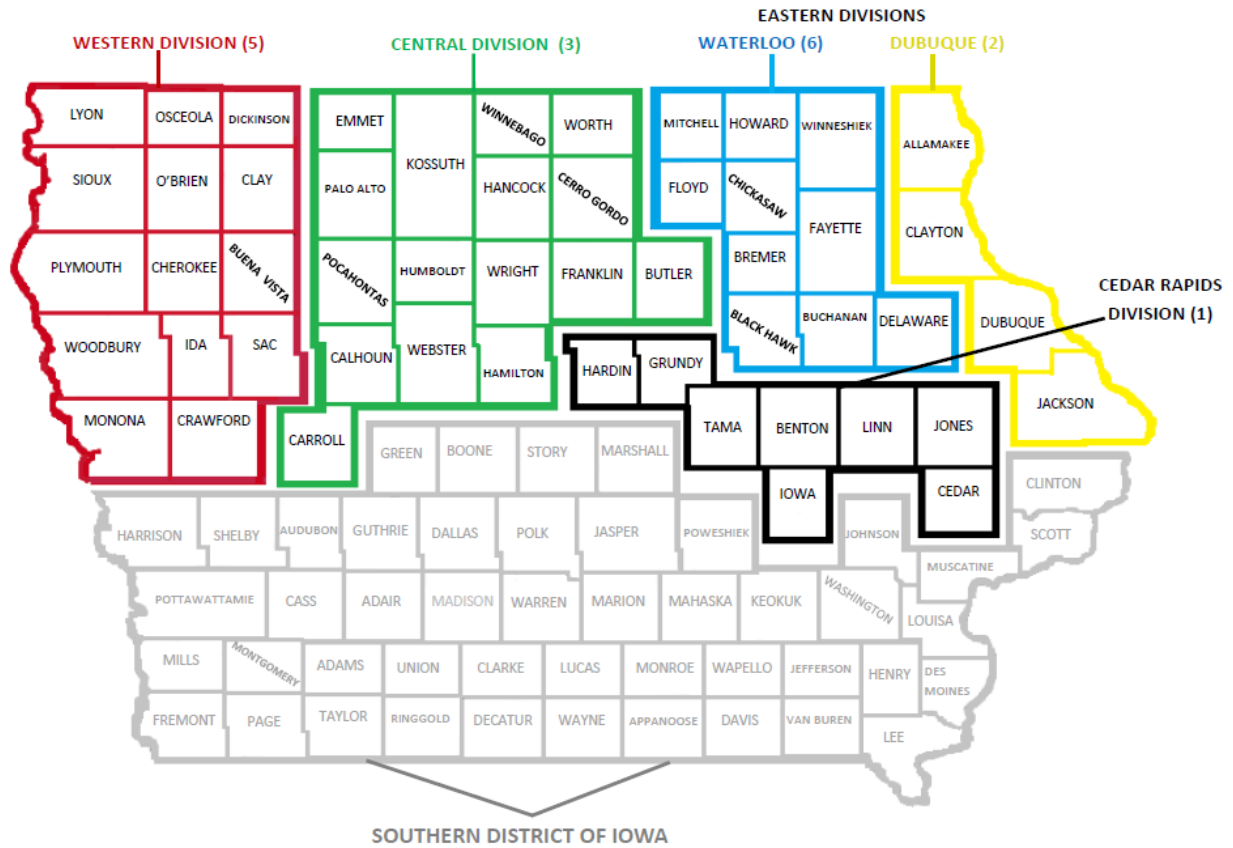 EASTERN DIVISIONS
WESTERN DIVISION (5)
CENTRAL DIVISION (3)
WATERLOO (6)
DUBUQUE (2)
LYON
OSCEOLA
DICKINSON
SIOUX
O'BRIEN
CLAY
PLYMOUTH
CHEROKEE
BUENA VISTA
WOODBURY
IDA
SAC
MONONA
CRAWFORD
EMMET
KOSSUTH
WINNEBAGO
WORTH
PALO ALTO
HANCOCK
CERRO GORDO
POCAHONTAS
HUMBOLDT
WRIGHT
FRANKLIN
BUTLER
CALHOUN
WEBSTER
HAMILTON
CARROLL
MITCHELL
HOWARD
WINNESHIEK
FLOYD
CHICKASAW
FAYETTE
BREMER
BLACK HAWK
BUCHANAN
DELAWARE
ALLAMAKEE
CLAYTON
DUBUQUE
JACKSON
CEDAR RAPIDS
DIVISION (1)
HARDIN
GRUNDY
TAMA
BENTON
LINN
JONES
IOWA
CEDAR
GREEN
BOONE
STORY
MARSHALL
CLINTON
HARRISON
SHELBY
AUDUBON
GUTHRIE
DALLAS
POLK
JASPER
POWESHIEK
JOHNSON
SCOTT
MUSCATINE
POTTAWATTAMIE
CASS
ADAIR
MADISON
WARREN
MARION
MAHASKA
KEOKUK
WASHINGTON
LOUISA
MILLS
MONTGOMERY
ADAMS
UNION
CLARKE
LUCAS
MONROE
WAPELLO
JEFFERSON
HENRY
DES
MOINES
FREMONT
PAGE
TAYLOR
RINGGOLD
DECATUR
WAYNE
APPANOOSE
DAVIS
VAN BUREN
LEE
SOUTHERN DISTRICT OF IOWA